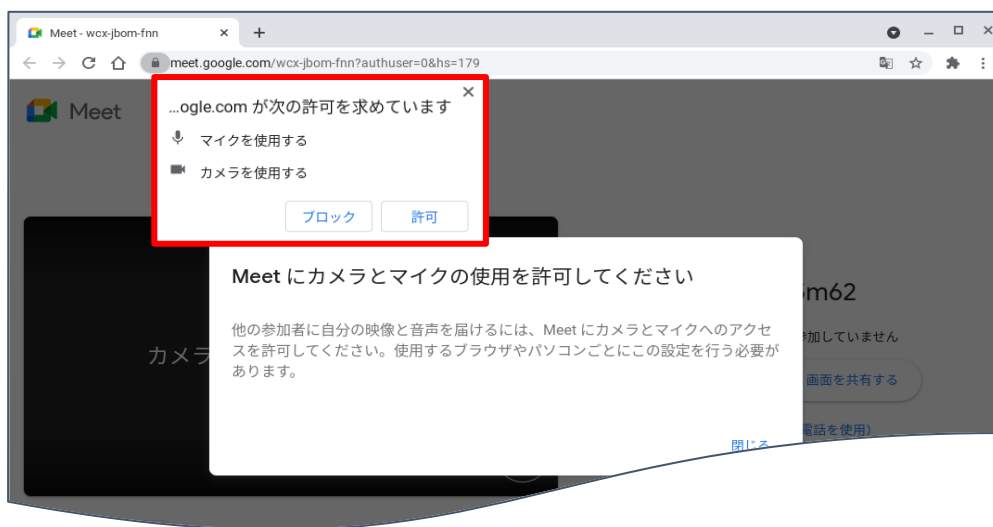 Meet - wcx-jbom-fnn
meet.google.com/wcx-jbom-fnn?authuser=0&hs=179
Meet
...ogle.com が次の許可を求めています
マイクを使用する
カメラを使用する
ブロック
許可
Meet にカメラとマイクの使用を許可してください
他の参加者に自分の映像と音声を届けるには、Meet にカメラとマイクへのアクセ
スを許可してください。使用するブラウザやパソコンごとにこの設定を行う必要が
あります。
閉じる
カメラ
om62
参加していません
画面を共有する
電話を使用）